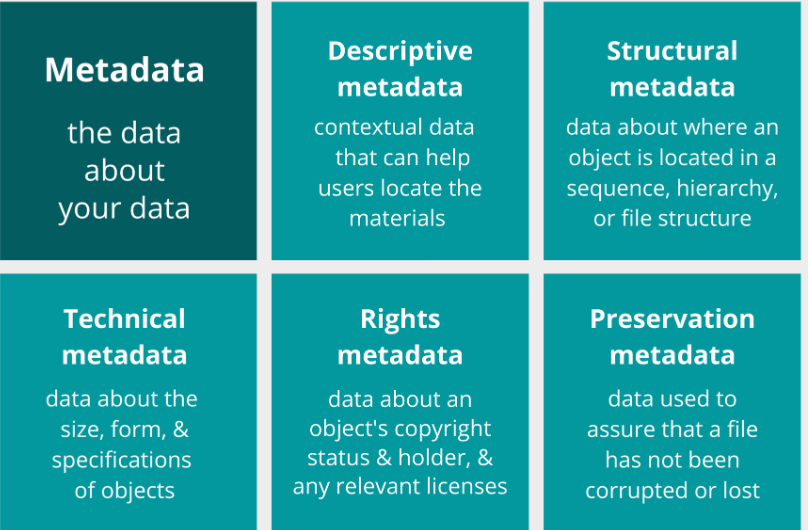 Metadata
the data
about
your data
Descriptive
metadata
contextual data
that can help
users locate the
materials
Structural
metadata
data about where an
object is located in a
sequence, hierarchy,
or file structure
Technical
metadata
data about the
size, form, &
specifications
of objects
Rights
metadata
data about an
object's copyright
status & holder, &
any relevant licenses
Preservation
metadata
data used to
assure that a file
has not been
corrupted or lost